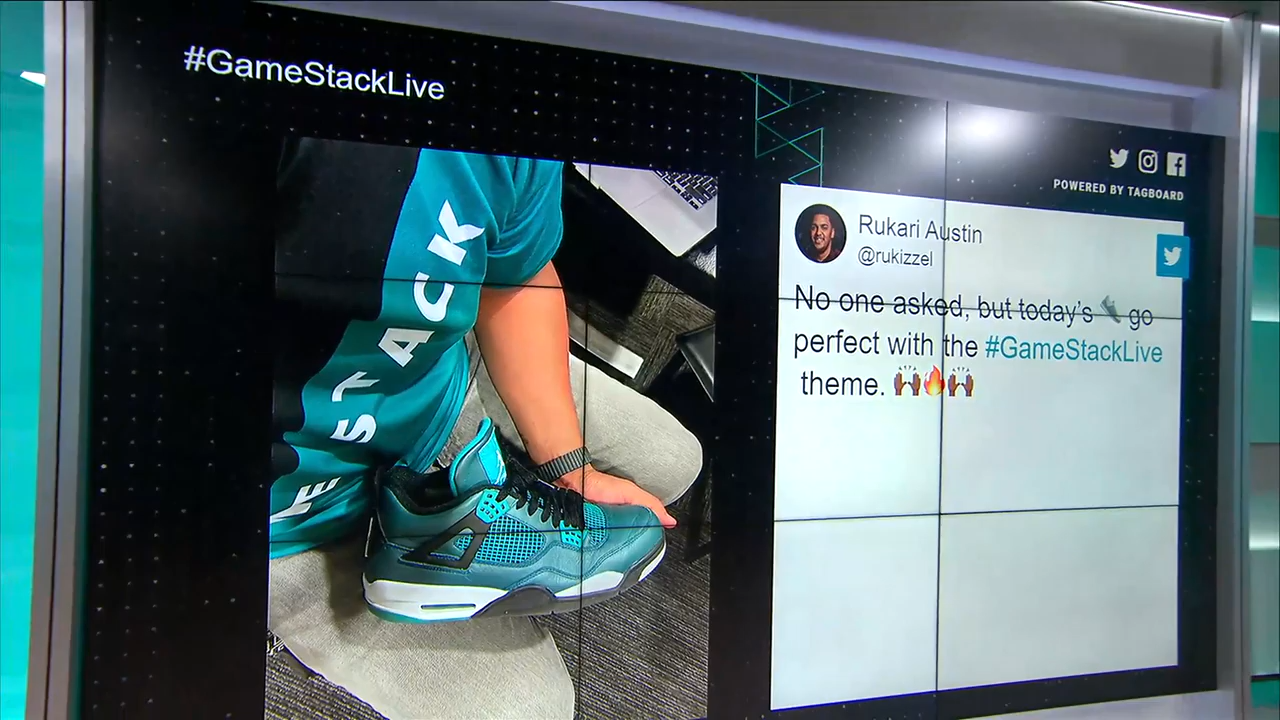 #GameStackLive
POWERED BY TAGBOARD
STACK
Rukari Austin
@rukizzel
No one asked, but today's 👟 go
perfect with the #GameStackLive
theme. 🙌🏾🔥🙌🏾